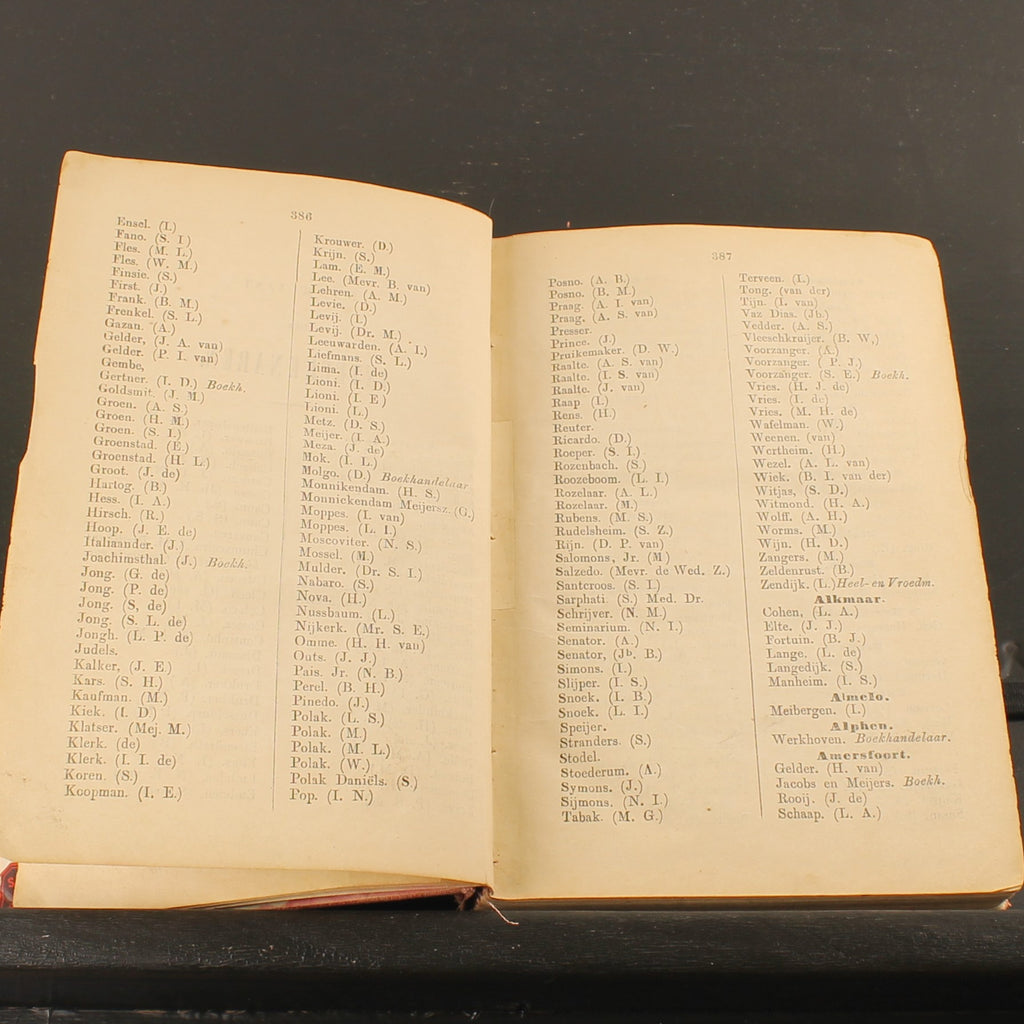 386
Ensel. (I.)
Fano. (S. I)
Fles. (M. L.)
Fles. (W. M.)
Finsie. (S.)
First. (J.)
Frank. (B. M.)
Frenkel. (S. L.)
Gazan. (A.)
Gelder, (J. A. van)
Gelder. (P. I. van)
Gembe,
Gertner. (I. D.) Boekh.
Goldsmit. (J. M.)
Groen. (A. S.)
Groen. (H. M.)
Groen. (S. I.)
Groenstad. (E.)
Groenstad. (H. L.)
Groot. (J. de)
Hartog. (B.)
Hess. (I. A.)
Hirsch. (R.)
Hoop. (J. E. de)
Italiaander. (J.)
Joachimsthal. (J.) Boekh.
Jong. (G. de)
Jong. (P. de)
Jong. (S, de)
Jong. (S. L. de)
Jongh. (L. P. de)
Judels.
Kalker, (J. E.)
Kars. (S. H.)
Kaufman. (M.)
Kiek. (I. D.)
Klatser. (Mej. M.)
Klerk. (de)
Klerk. (I. I. de)
Koren. (S.)
Koopman. (I. E.)
Krouwer. (D.)
Krijn. (S.)
Lam. (E. M.)
Lee. (Mevr. B. van)
Lehren. (A. M.)
Levie. (D.)
Levij. (I.)
Levij. (Dr. M.)
Leeuwarden. (A. I.)
Liefmans. (S. L.)
Lima. (I. de)
Lioni. (I. D.)
Lioni. (I. E)
Lioni. (L.)
Metz. (D. S.)
Meijer. (I. A.)
Meza. (J. de)
Mok. (I. L.)
Molgo. (D.) Boekhandelaar
Monnikendam. (H. S.)
Monnickendam Meijersz. (G.)
Moppes. (I. van)
Moppes. (L. I.)
Moscoviter. (N. S.)
Mossel. (M.)
Mulder. (Dr. S. I.)
Nabaro. (S.)
Nova. (H.)
Nussbaum. (L.)
Nijkerk. (Mr. S. E.)
Omme. (H. H. van)
Outs. (J. J.)
Pais. Jr. (N. B.)
Perel. (B. H.)
Pinedo. (J.)
Polak. (L. S.)
Polak. (M.)
Polak. (M. L.)
Polak. (W.)
Polak Daniëls. (S)
Pop. (I. N.)
387
Posno. (A. B.)
Posno. (B. M.)
Praag. (A. I. van)
Praag. (A. S. van)
Presser.
Prince. (J.)
Pruikemaker. (D. W.)
Raalte. (A. S. van)
Raalte. (I. S. van)
Raalte. (J. van)
Raap (I.)
Rens. (H.)
Reuter.
Ricardo. (D.)
Roeper. (S. I.)
Rozenbach. (S.)
Roozeboom. (L. I.)
Rozelaar. (A. L.)
Rozelaar. (M.)
Rubens. (M. S.)
Rudelsheim. (S. Z.)
Rijn. (D. P. van)
Salomons, Jr. (M)
Salzedo. (Mevr. de Wed. Z.)
Santcroos. (S. I.)
Sarphati. (S.) Med. Dr.
Schrijver. (N. M.)
Seminarium. (N. I.)
Senator. (A.)
Senator, (Jb. B.)
Simons. (I.)
Slijper. (I. S.)
Snoek. (I. B.)
Snoek. (L. I.)
Speijer.
Stranders. (S.)
Stodel.
Stoederum. (A.)
Symons. (J.)
Sijmons. (N. I.)
Tabak. (M. G.)
Terveen. (I.)
Tong. (van der)
Tijn. (I. van)
Vaz Dias. (Jb.)
Vedder. (A. S.)
Vleeschkruijer. (B. W,)
Voorzanger. (A.)
Voorzanger. (P. J.)
Voorzanger. (S. E.) Boekh.
Vries. (H. J. de)
Vries. (I. de)
Vries. (M. H. de)
Wafelman. (W.)
Weenen. (van)
Wertheim. (H.)
Wezel. (A. L. van)
Wiek. (B. I. van der)
Witjas, (S. D.)
Witmond. (H. A.)
Wolff. (A. H.)
Worms. (M.)
Wijn. (H. D.)
Zangers. (M.)
Zeldenrust. (B.)
Zendijk. (L.) Heel- en Vroedm.
Alkmaar.
Cohen, (L. A.)
Elte. (J. J.)
Fortuin. (B. J.)
Lange. (L. de)
Langedijk. (S.)
Manheim. (I. S.)
Almelo.
Meibergen. (I.)
Alphen.
Werkhoven. Boekhandelaar.
Amersfoort.
Gelder. (H. van)
Jacobs en Meijers. Boekh.
Rooij. (J. de)
Schaap. (L. A.)